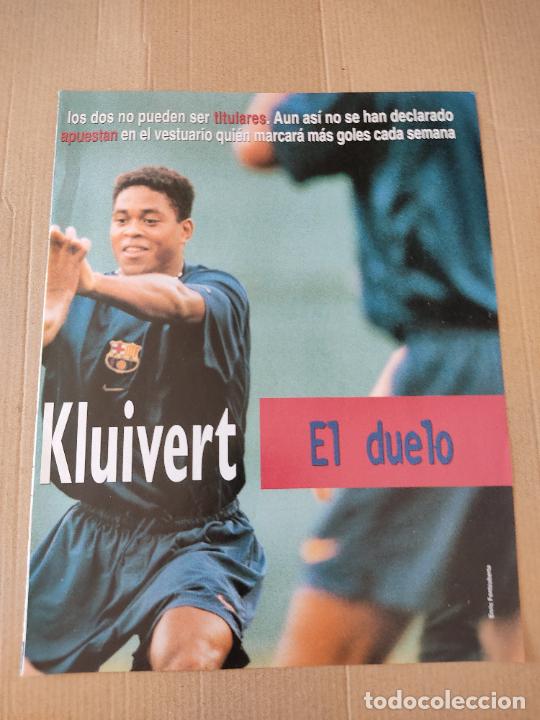 los dos no pueden ser titulares. Aun así no se han declarado
apuestan en el vestuario quién marcará más goles cada semana
Kluivert
El duelo
todocoleccion.net